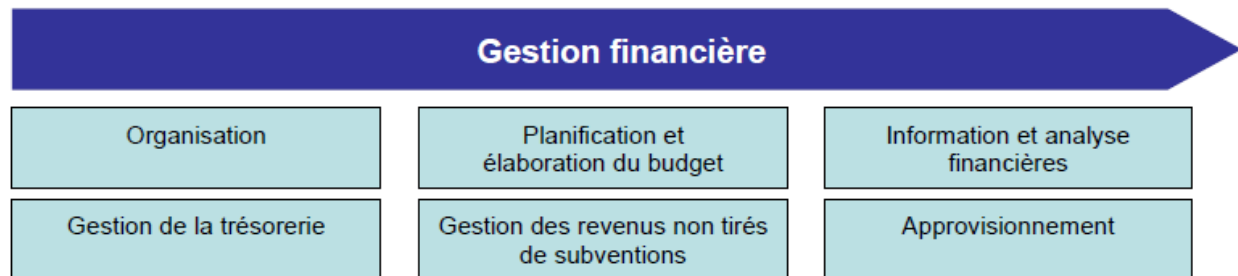 Gestion financière
Organisation
Planification et
élaboration du budget
Information et analyse
financières
Gestion de la trésorerie
Gestion des revenus non tirés
de subventions
Approvisionnement